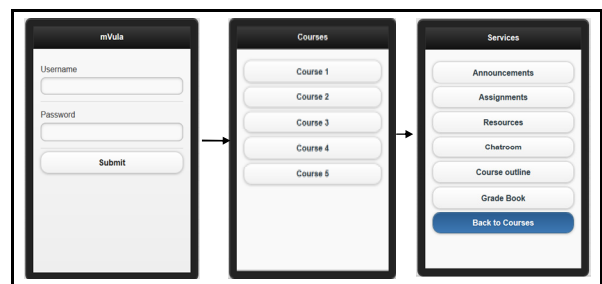 mVula
Username
Password
Submit
Courses
Course 1
Course 2
Course 3
Course 4
Course 5
Services
Announcements
Assignments
Resources
Chatroom
Course outline
Grade Book
Back to Courses